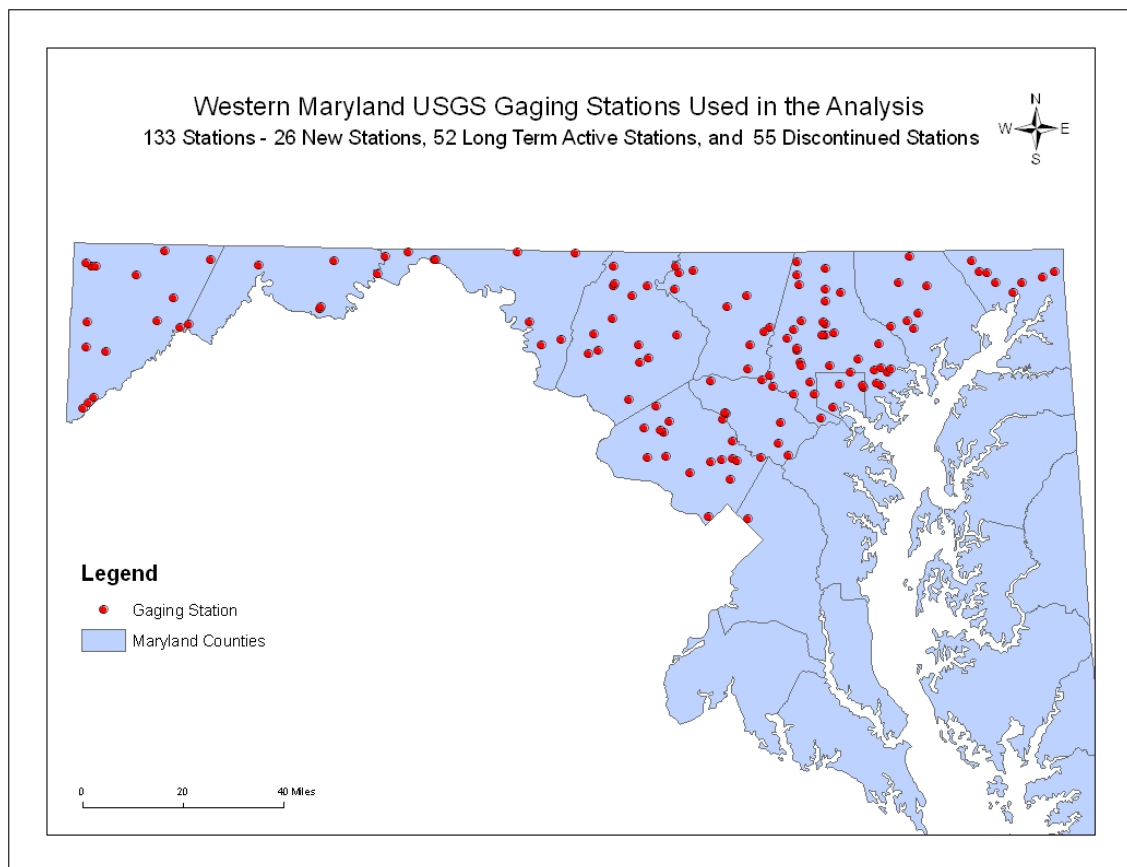 Western Maryland USGS Gaging Stations Used in the Analysis
133 Stations - 26 New Stations, 52 Long Term Active Stations, and 55 Discontinued Stations
N
W E
S
Legend
Gaging Station
Maryland Counties
0 20 40 Miles